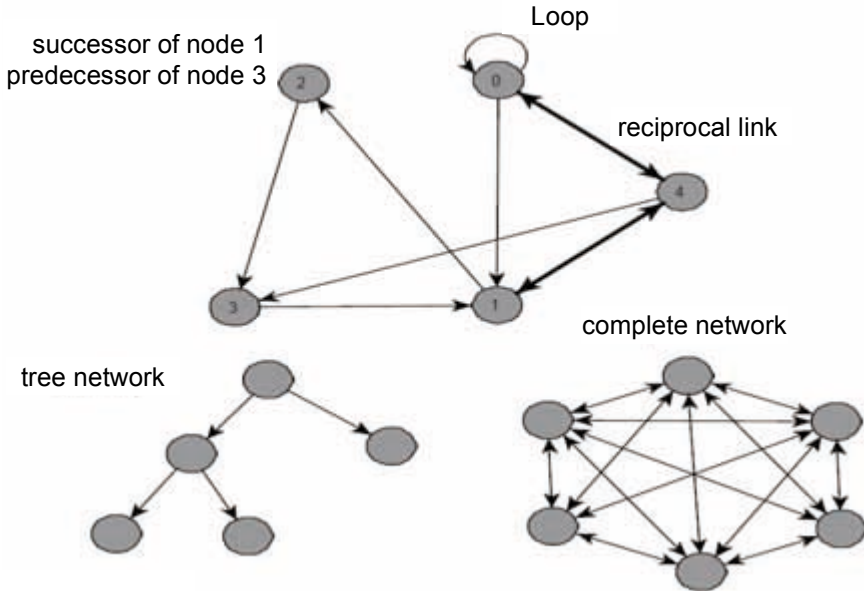 Loop
successor of node 1
predecessor of node 3
2
0
reciprocal link
4
3
1
complete network
tree network